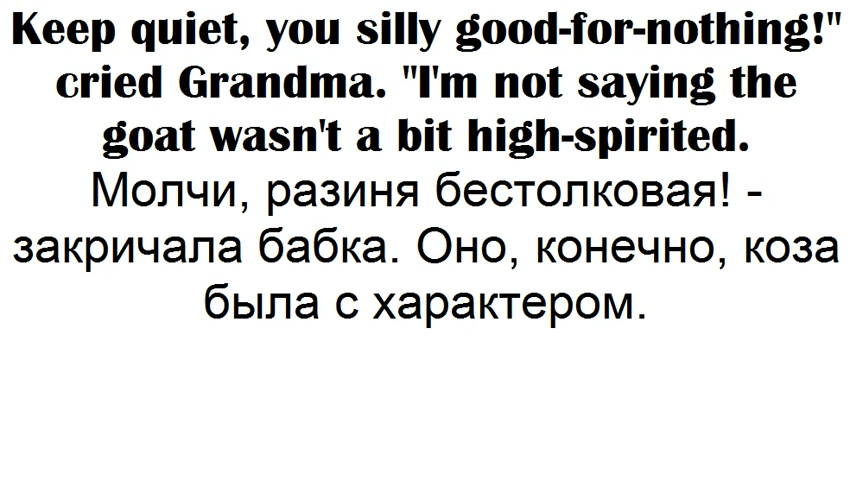 Keep quiet, you silly good-for-nothing!"
cried Grandma. "I'm not saying the
goat wasn't a bit high-spirited.
Молчи, разиня бестолковая! -
закричала бабка. Оно, конечно, коза
была с характером.